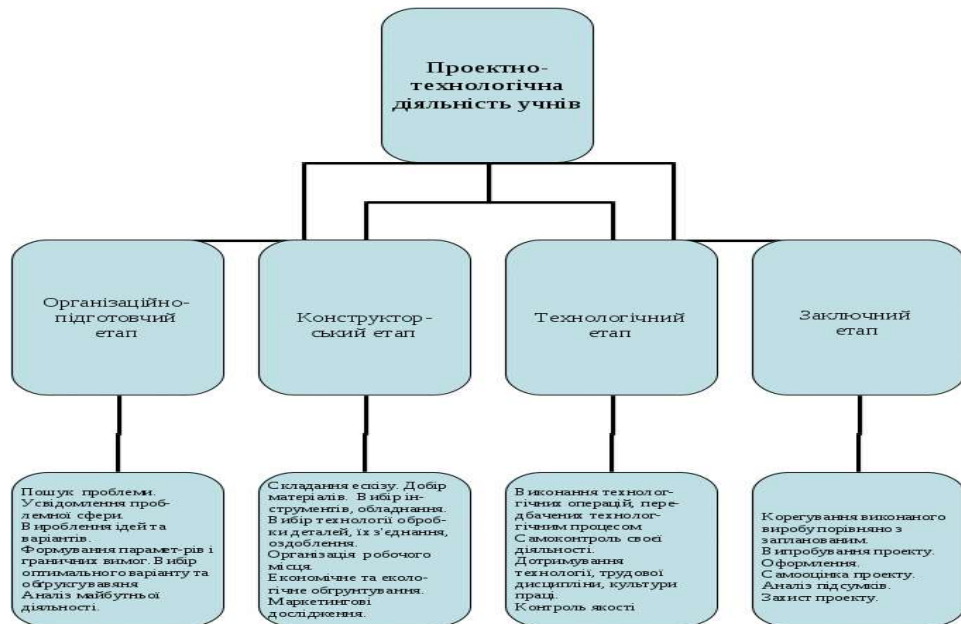 Проектно-
технологічна
діяльність учнів
Організаційно-
підготовчий
етап
Конструктор-
ський етап
Технологічний
етап
Заключний
етап
Пошук проблеми.
Усвідомлення проб-
лемної сфери.
Вироблення ідей та
варіантів.
Формування парамет-рів і
граничних вимог. Вибір
оптимального варіанту та
обґруктувавяня
Аналіз майбутньої
діяльності.
Складання ескізу. Добір
матеріалів. Вибір ін-
струментів, обладнання.
Вибір технології оброб-
ки деталей, їх з'єднання,
оздоблення.
Організація робочого
місця.
Економічне та еколо-
гічне обгрунтування.
Маркетингові
дослідження.
Виконання технолог-
гічних операцій, пере-
дбачених технолог-
гічним процесом
Самоконтроль своєї
діяльності.
Дотримування
технології, трудової
дисципліни, культури
праці.
Контроль якості
Корегування виконаного
виробу порівняно з
запланованим.
Випробування проекту.
Оформлення.
Самооцінка проекту.
Аналіз підсумків.
Захист проекту.